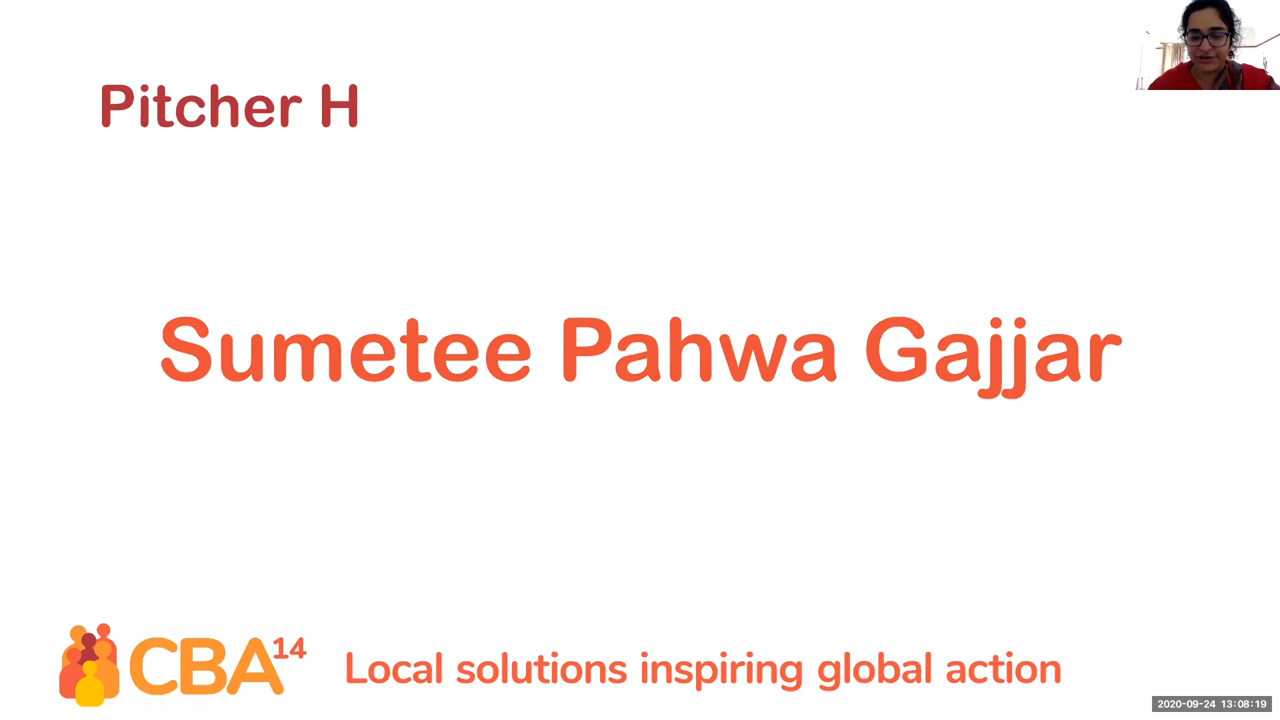 Pitcher H
Sumetee Pahwa Gajjar
CBA14
Local solutions inspiring global action
2020-09-24 13:08:19